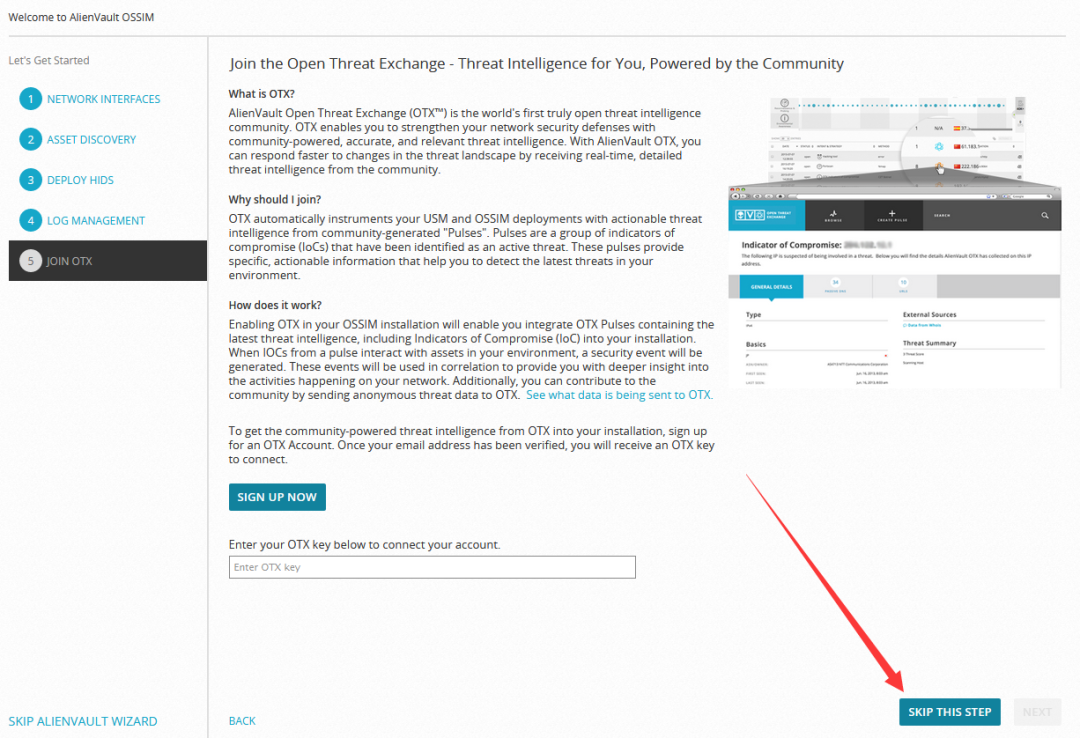 Welcome to AlienVault OSSIM
Let's Get Started
1 NETWORK INTERFACES
2 ASSET DISCOVERY
3 DEPLOY HIDS
4 LOG MANAGEMENT
5 JOIN OTX
SKIP ALIENVAULT WIZARD
Join the Open Threat Exchange - Threat Intelligence for You, Powered by the Community
What is OTX?
AlienVault Open Threat Exchange (OTX™) is the world's first truly open threat intelligence
community. OTX enables you to strengthen your network security defenses with
community-powered, accurate, and relevant threat intelligence. With AlienVault OTX, you
can respond faster to changes in the threat landscape by receiving real-time, detailed
threat intelligence from the community.
Why should I join?
OTX automatically instruments your USM and OSSIM deployments with actionable threat
intelligence from community-generated "Pulses". Pulses are a group of indicators of
compromise (IoCs) that have been identified as an active threat. These pulses provide
specific, actionable information that help you to detect the latest threats in your
environment.
How does it work?
Enabling OTX in your OSSIM installation will enable you integrate OTX Pulses containing the
latest threat intelligence, including Indicators of Compromise (IoC) into your installation.
When IOCs from a pulse interact with assets in your environment, a security event will be
generated. These events will be used in correlation to provide you with deeper insight into
the activities happening on your network. Additionally, you can contribute to the
community by sending anonymous threat data to OTX. See what data is being sent to OTX.
To get the community-powered threat intelligence from OTX into your installation, sign up
for an OTX Account. Once your email address has been verified, you will receive an OTX key
to connect.
SIGN UP NOW
Enter your OTX key below to connect your account.
Enter OTX key
BACK
SKIP THIS STEP
NEXT
1 N/A
1 61.183.
222.186.
OPEN THREAT
EXCHANGE
BROWSE
CREATE PULSE
SEARCH
Indicator of Compromise:
The following IP is suspected of being involved in a threat. Below you will find the details AlienVault OTX has collected on this IP
address.
GENERAL DETAILS
Type
External Sources
Data from Whois
Basics
Threat Summary